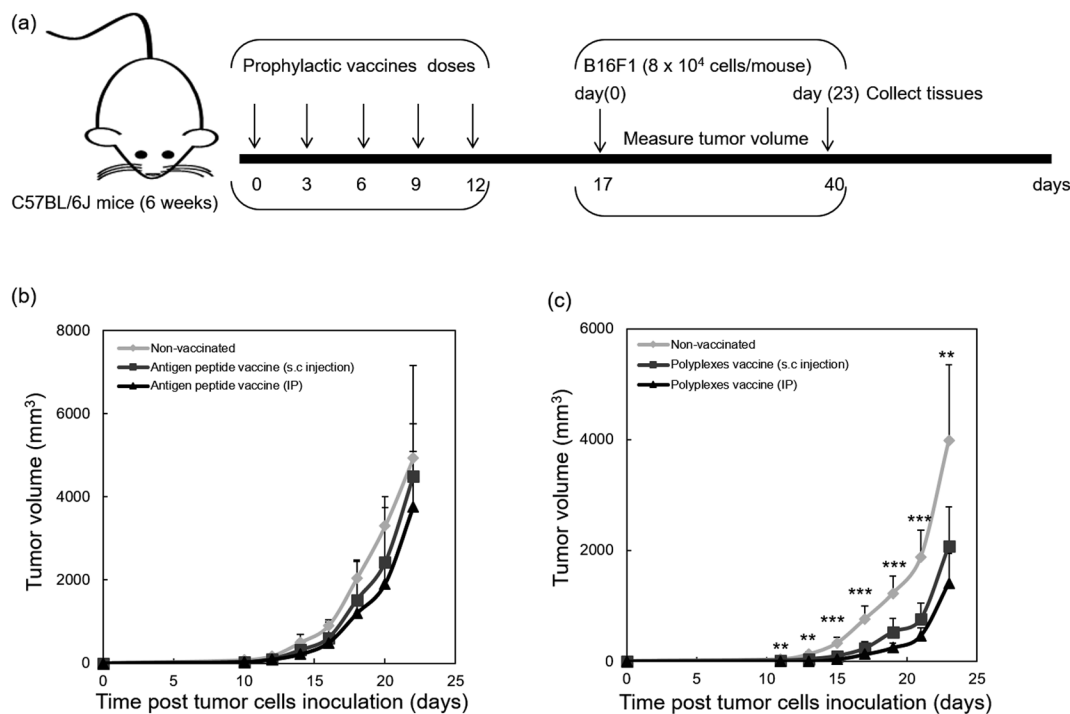 (a)
Prophylactic vaccines doses
B16F1 (8 x 10⁴ cells/mouse)
day(0)
day (23) Collect tissues
Measure tumor volume
0 3 6 9 12 17 40 days
C57BL/6J mice (6 weeks)
(b)
8000
6000
4000
2000
0
Tumor volume (mm³)
Non-vaccinated
Antigen peptide vaccine (s.c injection)
Antigen peptide vaccine (IP)
0 5 10 15 20 25
Time post tumor cells inoculation (days)
(c)
6000
4000
2000
0
Tumor volume (mm³)
Non-vaccinated
Polyplexes vaccine (s.c injection)
Polyplexes vaccine (IP)
** ** *** *** *** *** **
0 5 10 15 20 25
Time post tumor cells inoculation (days)